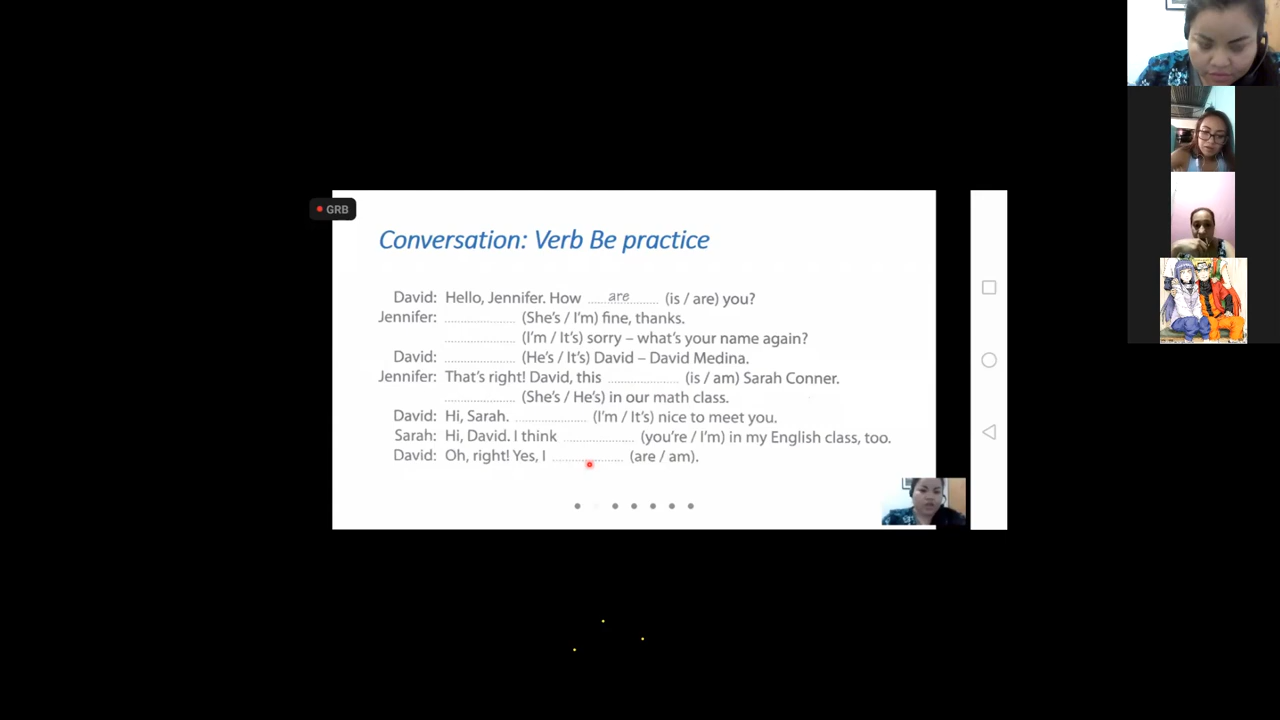 GRB
Conversation: Verb Be practice
David: Hello, Jennifer. How ....are.... (is / are) you?
Jennifer: .................... (She's / I'm) fine, thanks.
.................... (I'm / It's) sorry – what's your name again?
David: .................... (He's / It's) David – David Medina.
Jennifer: That's right! David, this .................... (is / am) Sarah Conner.
.................... (She's / He's) in our math class.
David: Hi, Sarah. .................... (I'm / It's) nice to meet you.
Sarah: Hi, David. I think .................... (you're / I'm) in my English class, too.
David: Oh, right! Yes, I .................... (are / am).